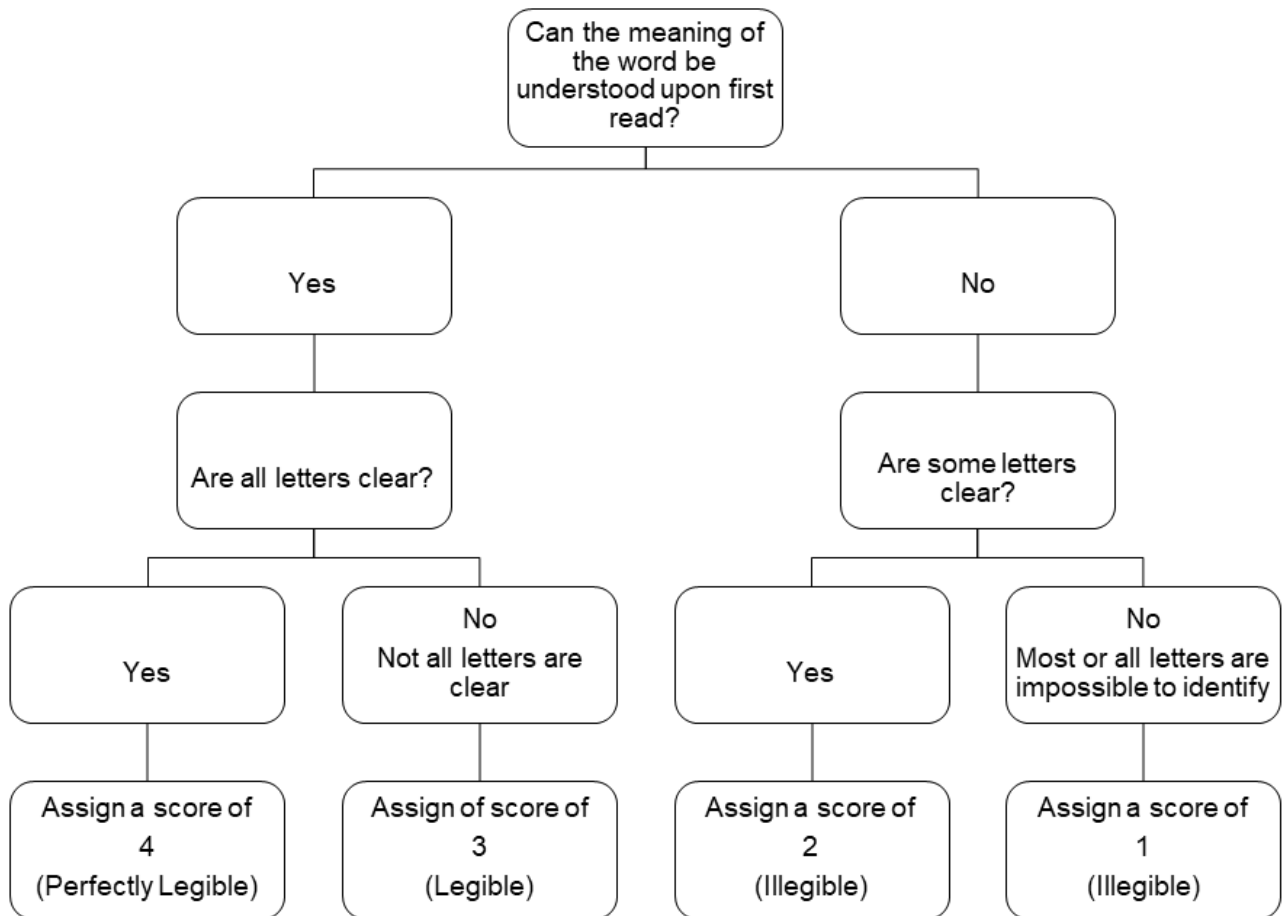 Can the meaning of
the word be
understood upon first
read?
Yes
No
Are all letters clear?
Are some letters
clear?
Yes
No
Not all letters are
clear
Yes
No
Most or all letters are
impossible to identify
Assign a score of
4
(Perfectly Legible)
Assign of score of
3
(Legible)
Assign a score of
2
(Illegible)
Assign a score of
1
(Illegible)